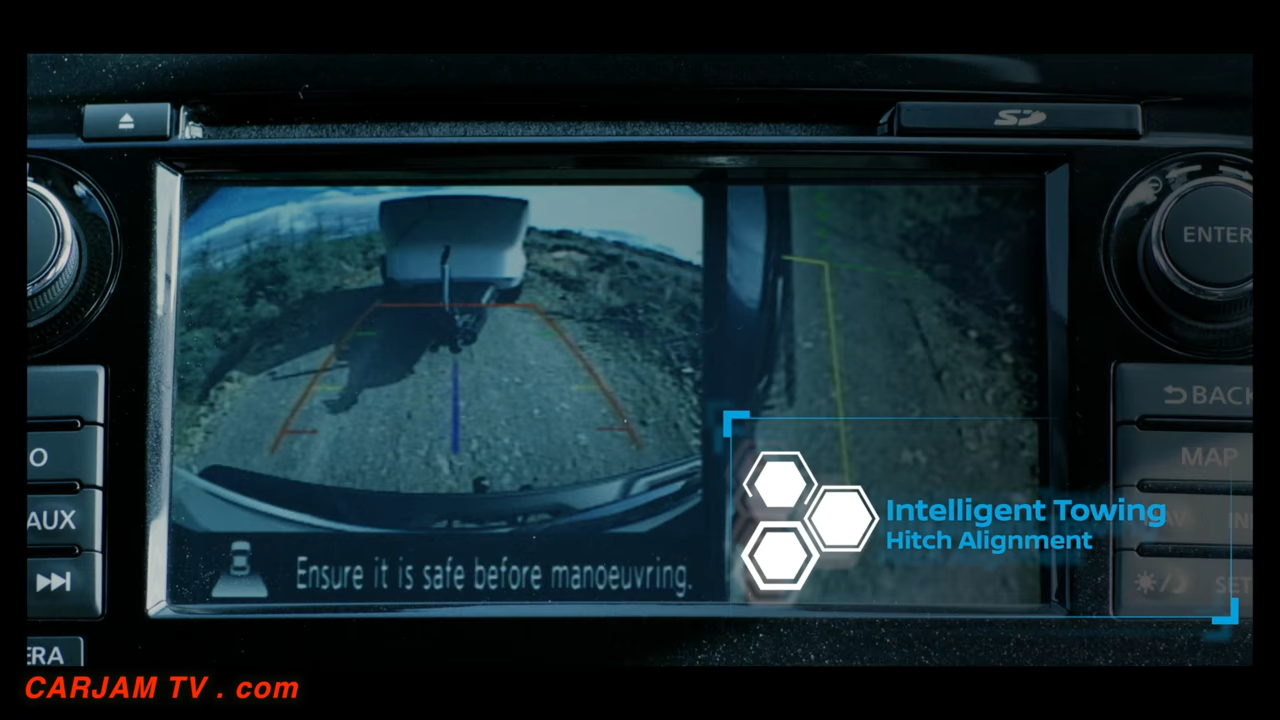 SD
ENTER
BACK
O
MAP
AUX
Intelligent Towing
Hitch Alignment
Ensure it is safe before manoeuvring.
SET
ERA
CARJAM TV . com